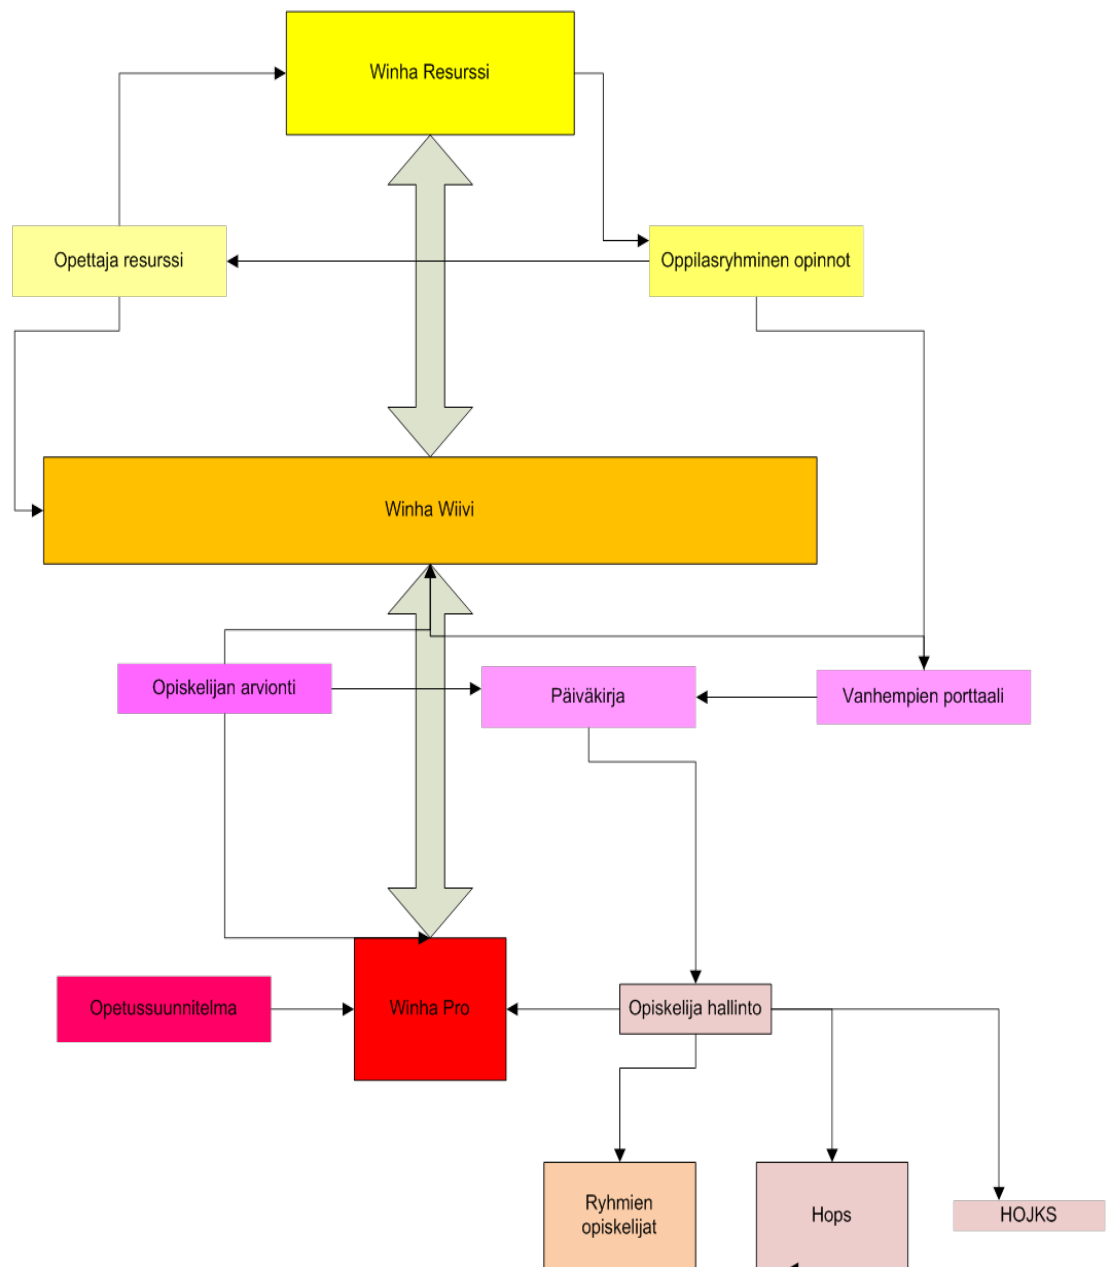 Winha Resurssi
Opettaja resurssi
Oppilasryhminen opinnot
Winha Wiivi
Opiskelijan arvionti
Päiväkirja
Vanhempien porttaali
Opetussuunnitelma
Winha Pro
Opiskelija hallinto
Ryhmien
opiskelijat
Hops
HOJKS